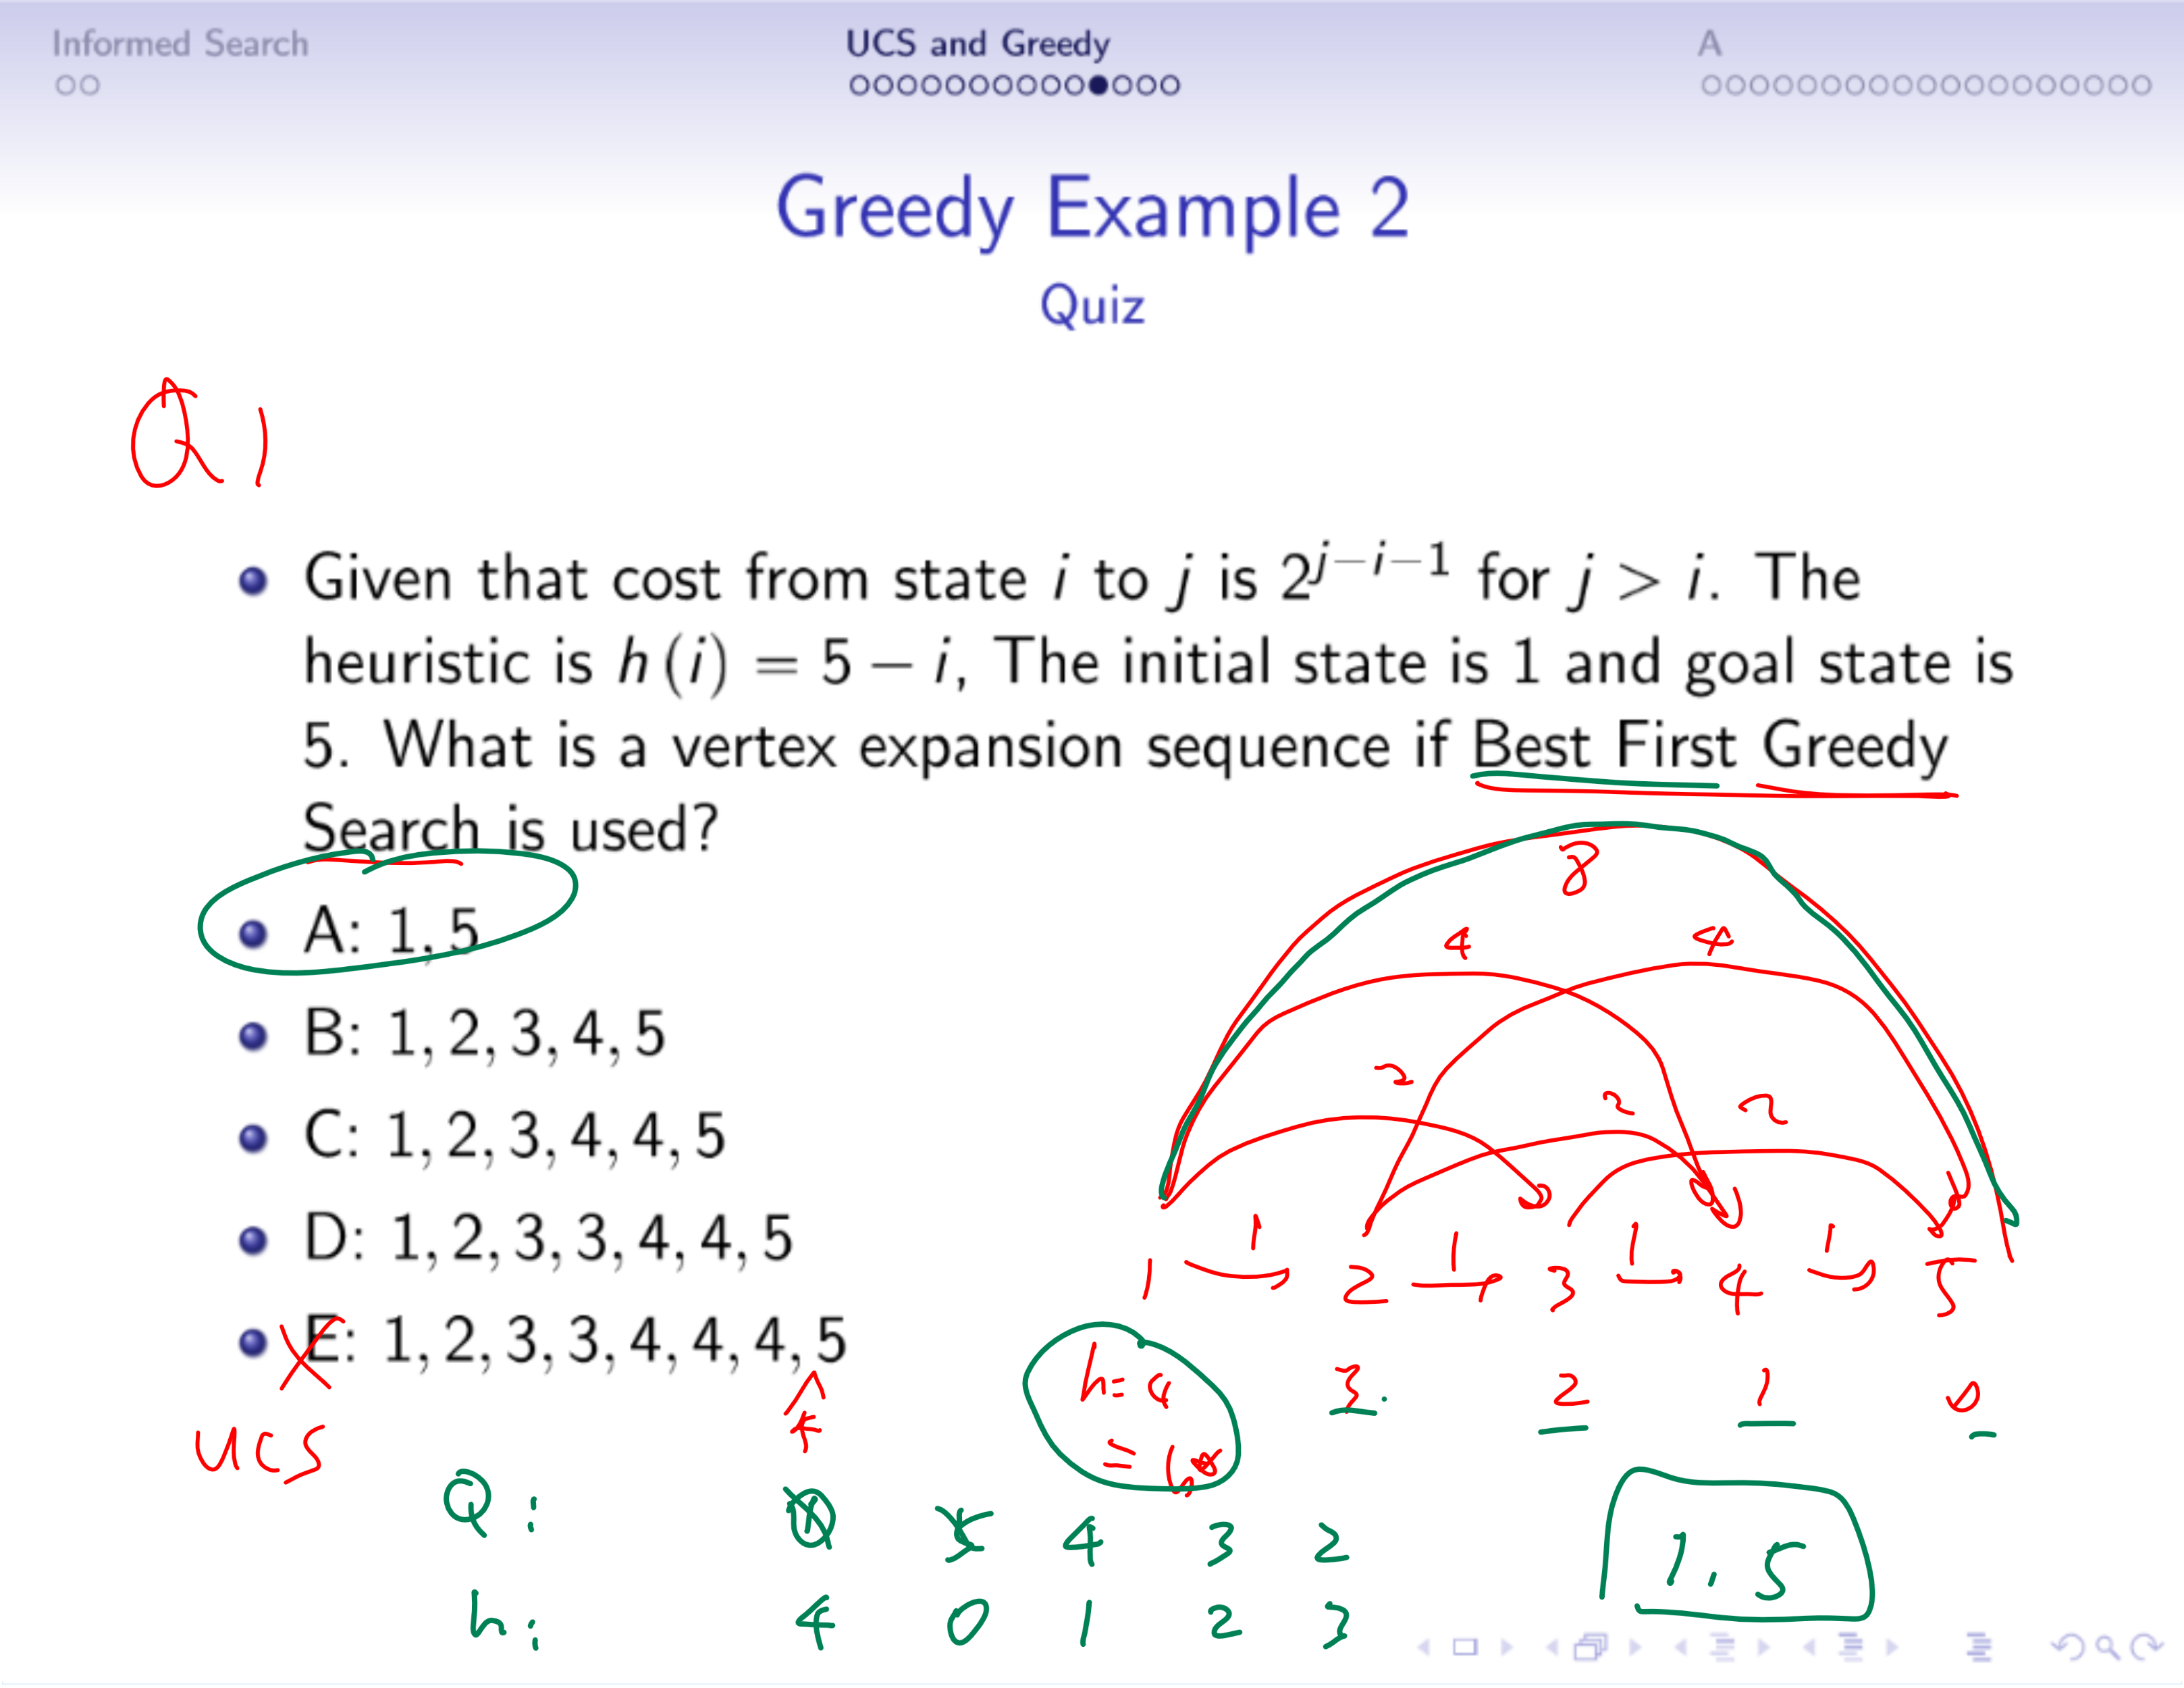 Informed Search
UCS and Greedy
A
Greedy Example 2
Quiz
Q1
Given that cost from state i to j is 2^{j−i−1} for j > i. The
heuristic is h(i) = 5 − i, The initial state is 1 and goal state is
5. What is a vertex expansion sequence if Best First Greedy
Search is used?
A: 1, 5
B: 1, 2, 3, 4, 5
C: 1, 2, 3, 4, 4, 5
D: 1, 2, 3, 3, 4, 4, 5
E: 1, 2, 3, 3, 4, 4, 4, 5
UCS
8
4 4
2 2 2
1 1 1 1
1 2 3 4 5
h = 4 3 2 1 0
Q: 1 5 4 3 2
h: 4 0 1 2 3
1, 5